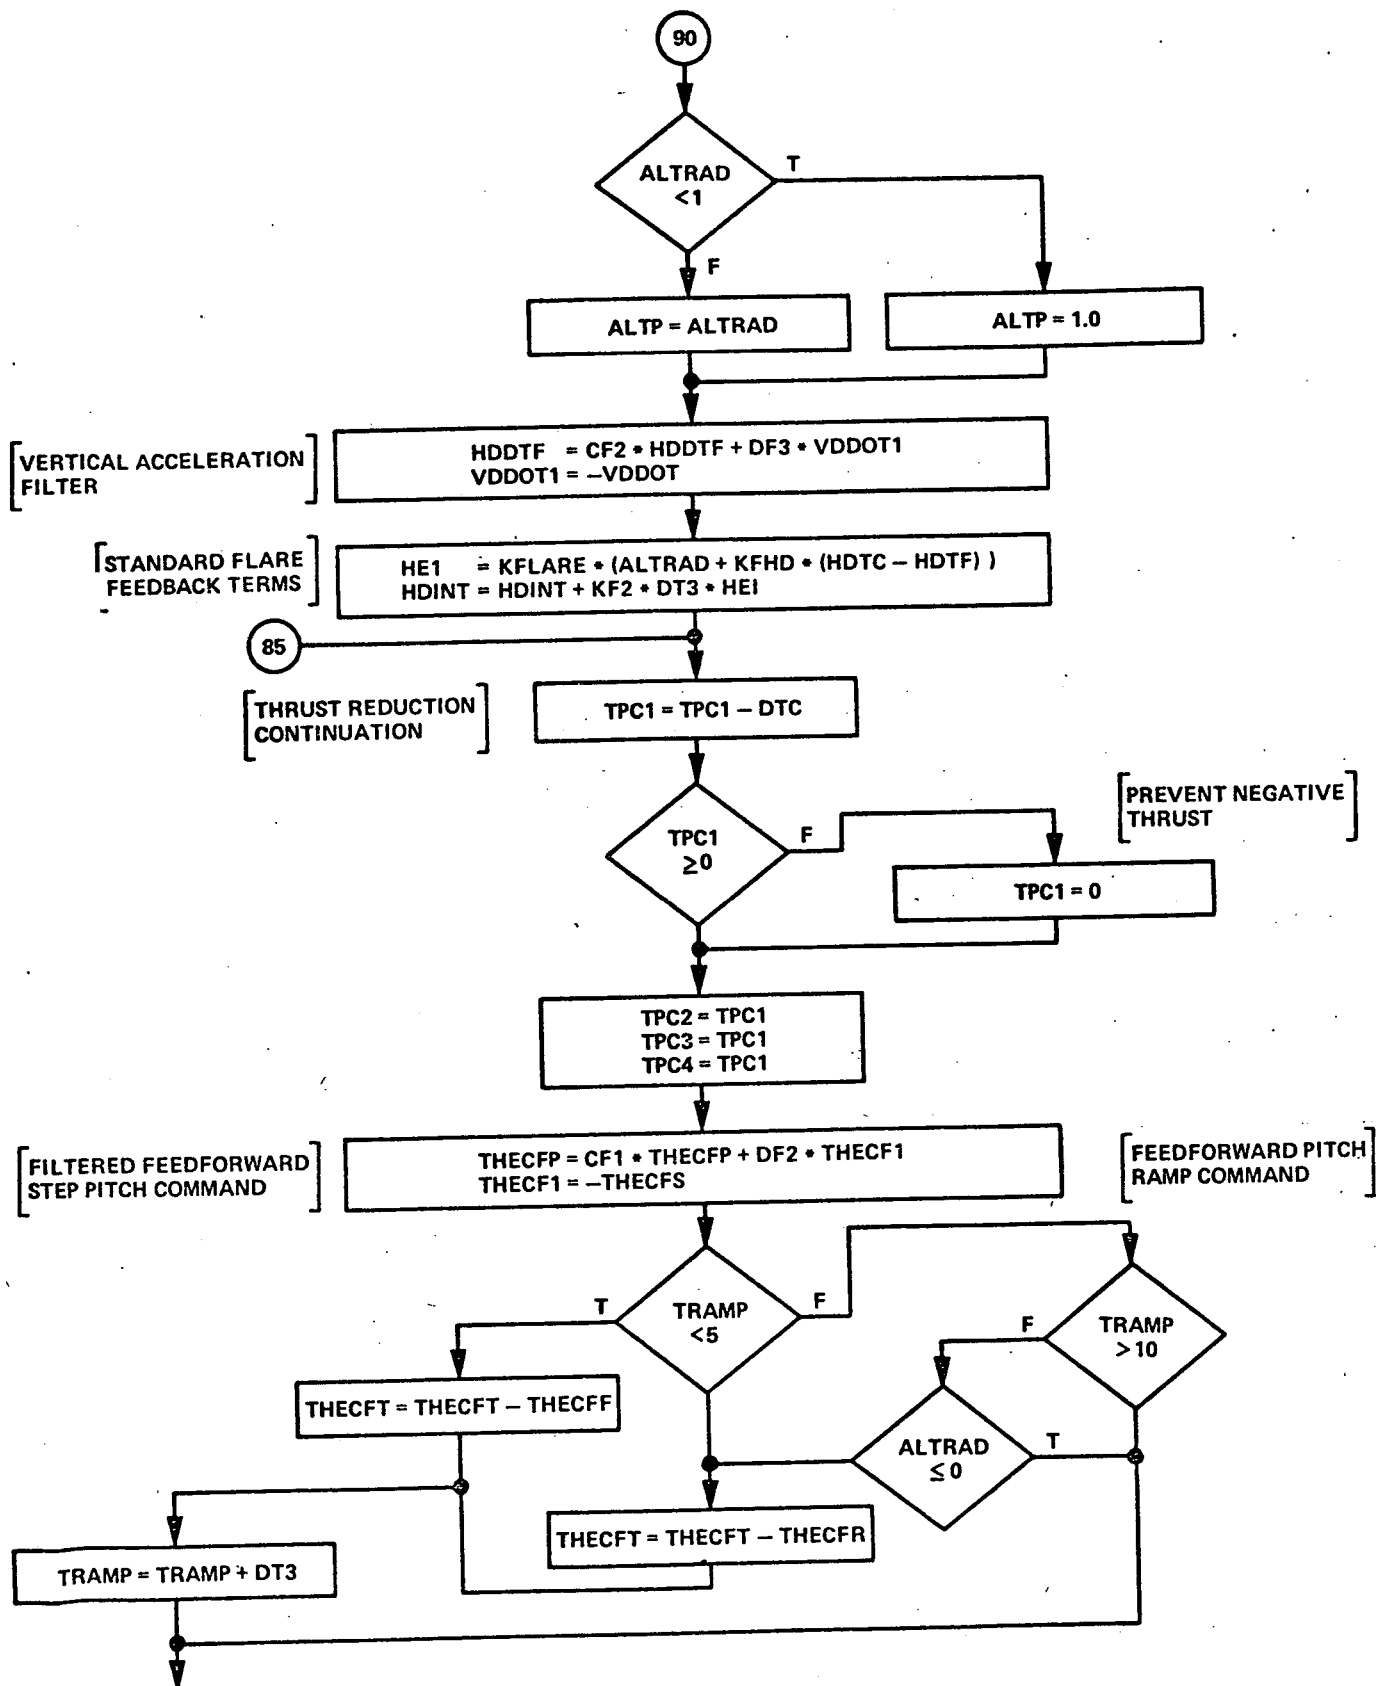 90
ALTRAD
<1
T
F
ALTP = ALTRAD
ALTP = 1.0
VERTICAL ACCELERATION
FILTER
HDDTF = CF2 * HDDTF + DF3 * VDDOT1
VDDOT1 = −VDDOT
STANDARD FLARE
FEEDBACK TERMS
HE1 = KFLARE * (ALTRAD + KFHD * (HDTC − HDTF) )
HDINT = HDINT + KF2 * DT3 * HEI
85
THRUST REDUCTION
CONTINUATION
TPC1 = TPC1 − DTC
TPC1
≥0
F
PREVENT NEGATIVE
THRUST
TPC1 = 0
TPC2 = TPC1
TPC3 = TPC1
TPC4 = TPC1
FILTERED FEEDFORWARD
STEP PITCH COMMAND
THECFP = CF1 * THECFP + DF2 * THECF1
THECF1 = −THECFS
FEEDFORWARD PITCH
RAMP COMMAND
TRAMP
<5
T
F
TRAMP
>10
F
THECFT = THECFT − THECFF
ALTRAD
≤0
T
THECFT = THECFT − THECFR
TRAMP = TRAMP + DT3